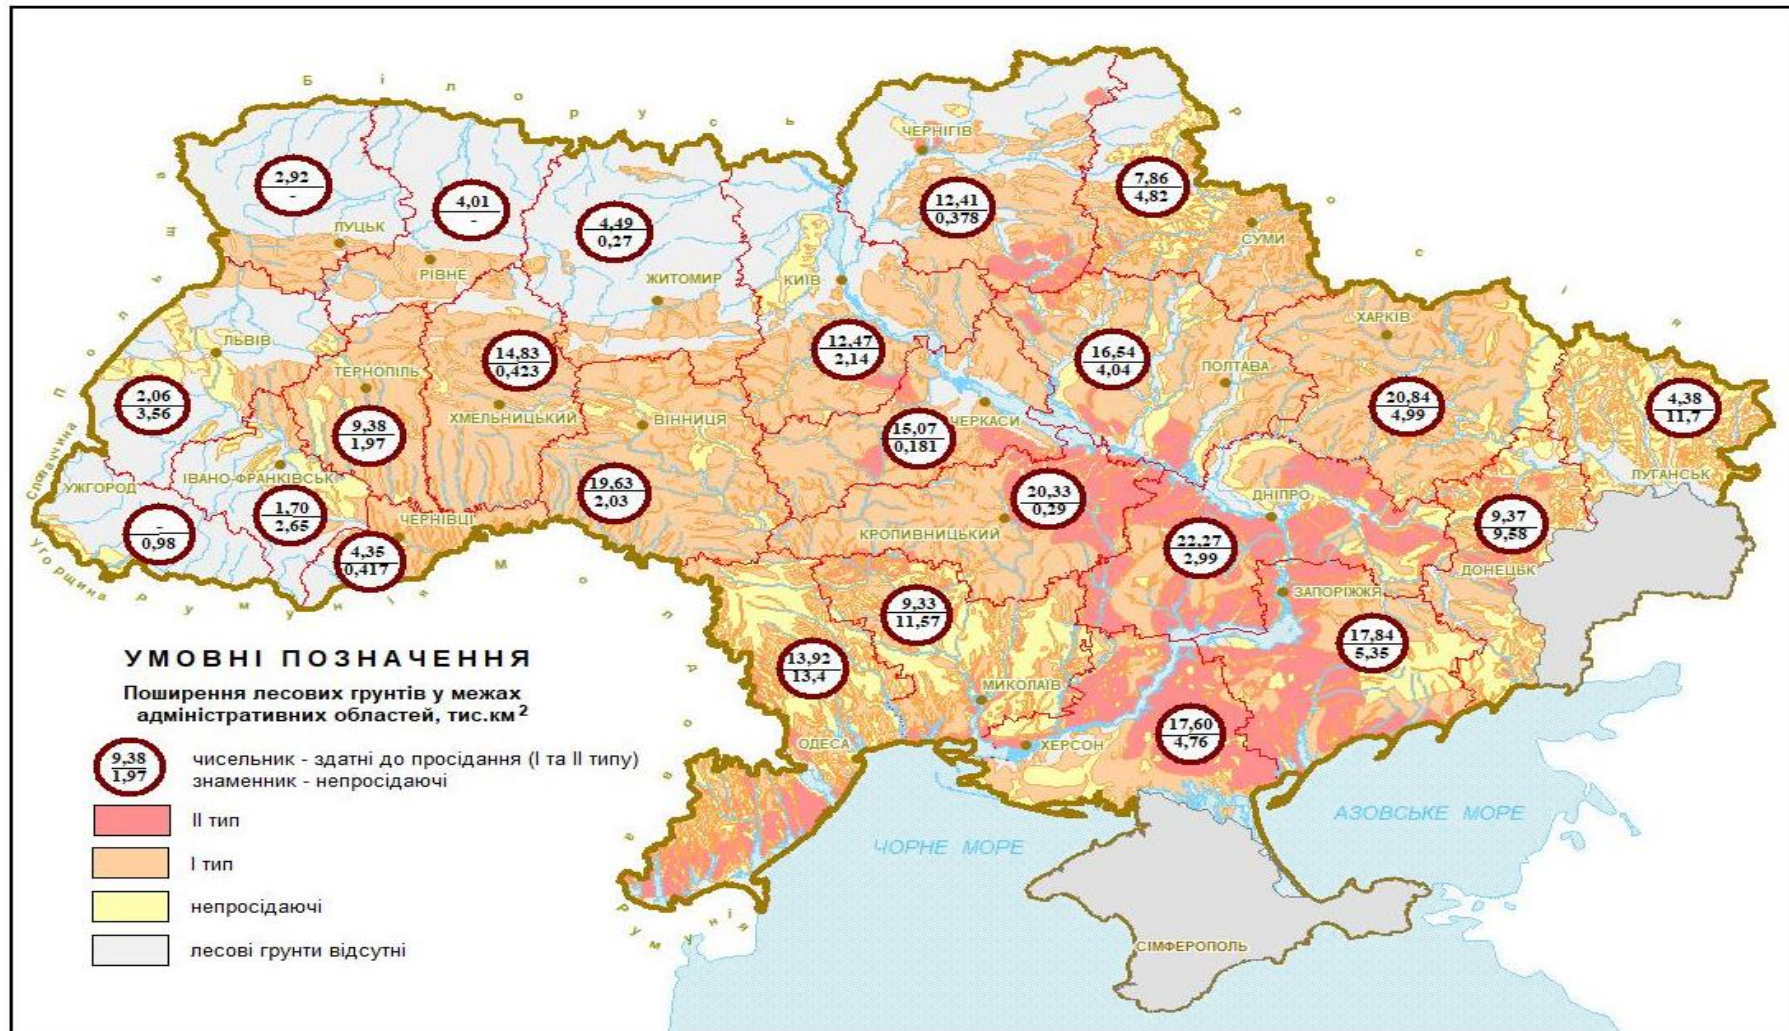 Білорусь
Росія
Польща
Словаччина
Угорщина
Румунія
Молдова
Румунія
ЧЕРНІГІВ
2,92
-
4,01
-
4,49
0,27
12,41
0,378
7,86
4,82
ЛУЦЬК
РІВНЕ
СУМИ
ЖИТОМИР
КИЇВ
ХАРКІВ
ЛЬВІВ
14,83
0,423
12,47
2,14
16,54
4,04
ТЕРНОПІЛЬ
ПОЛТАВА
2,06
3,56
ХМЕЛЬНИЦЬКИЙ
ВІННИЦЯ
ЧЕРКАСИ
20,84
4,99
4,38
11,7
9,38
1,97
15,07
0,181
УЖГОРОД
ІВАНО-ФРАНКІВСЬК
ЛУГАНСЬК
19,63
2,03
20,33
0,29
ДНІПРО
1,70
2,65
ЧЕРНІВЦІ
КРОПИВНИЦЬКИЙ
9,37
9,58
-
0,98
22,27
2,99
4,35
0,417
ДОНЕЦЬК
ЗАПОРІЖЖЯ
9,33
11,57
17,84
5,35
13,92
13,4
МИКОЛАЇВ
17,60
4,76
ОДЕСА
ХЕРСОН
АЗОВСЬКЕ МОРЕ
ЧОРНЕ МОРЕ
СІМФЕРОПОЛЬ
УМОВНІ ПОЗНАЧЕННЯ
Поширення лесових грунтів у межах
адміністративних областей, тис.км²
9,38
1,97
чисельник - здатні до просідання (І та ІІ типу)
знаменник - непросідаючі
ІІ тип
І тип
непросідаючі
лесові грунти відсутні